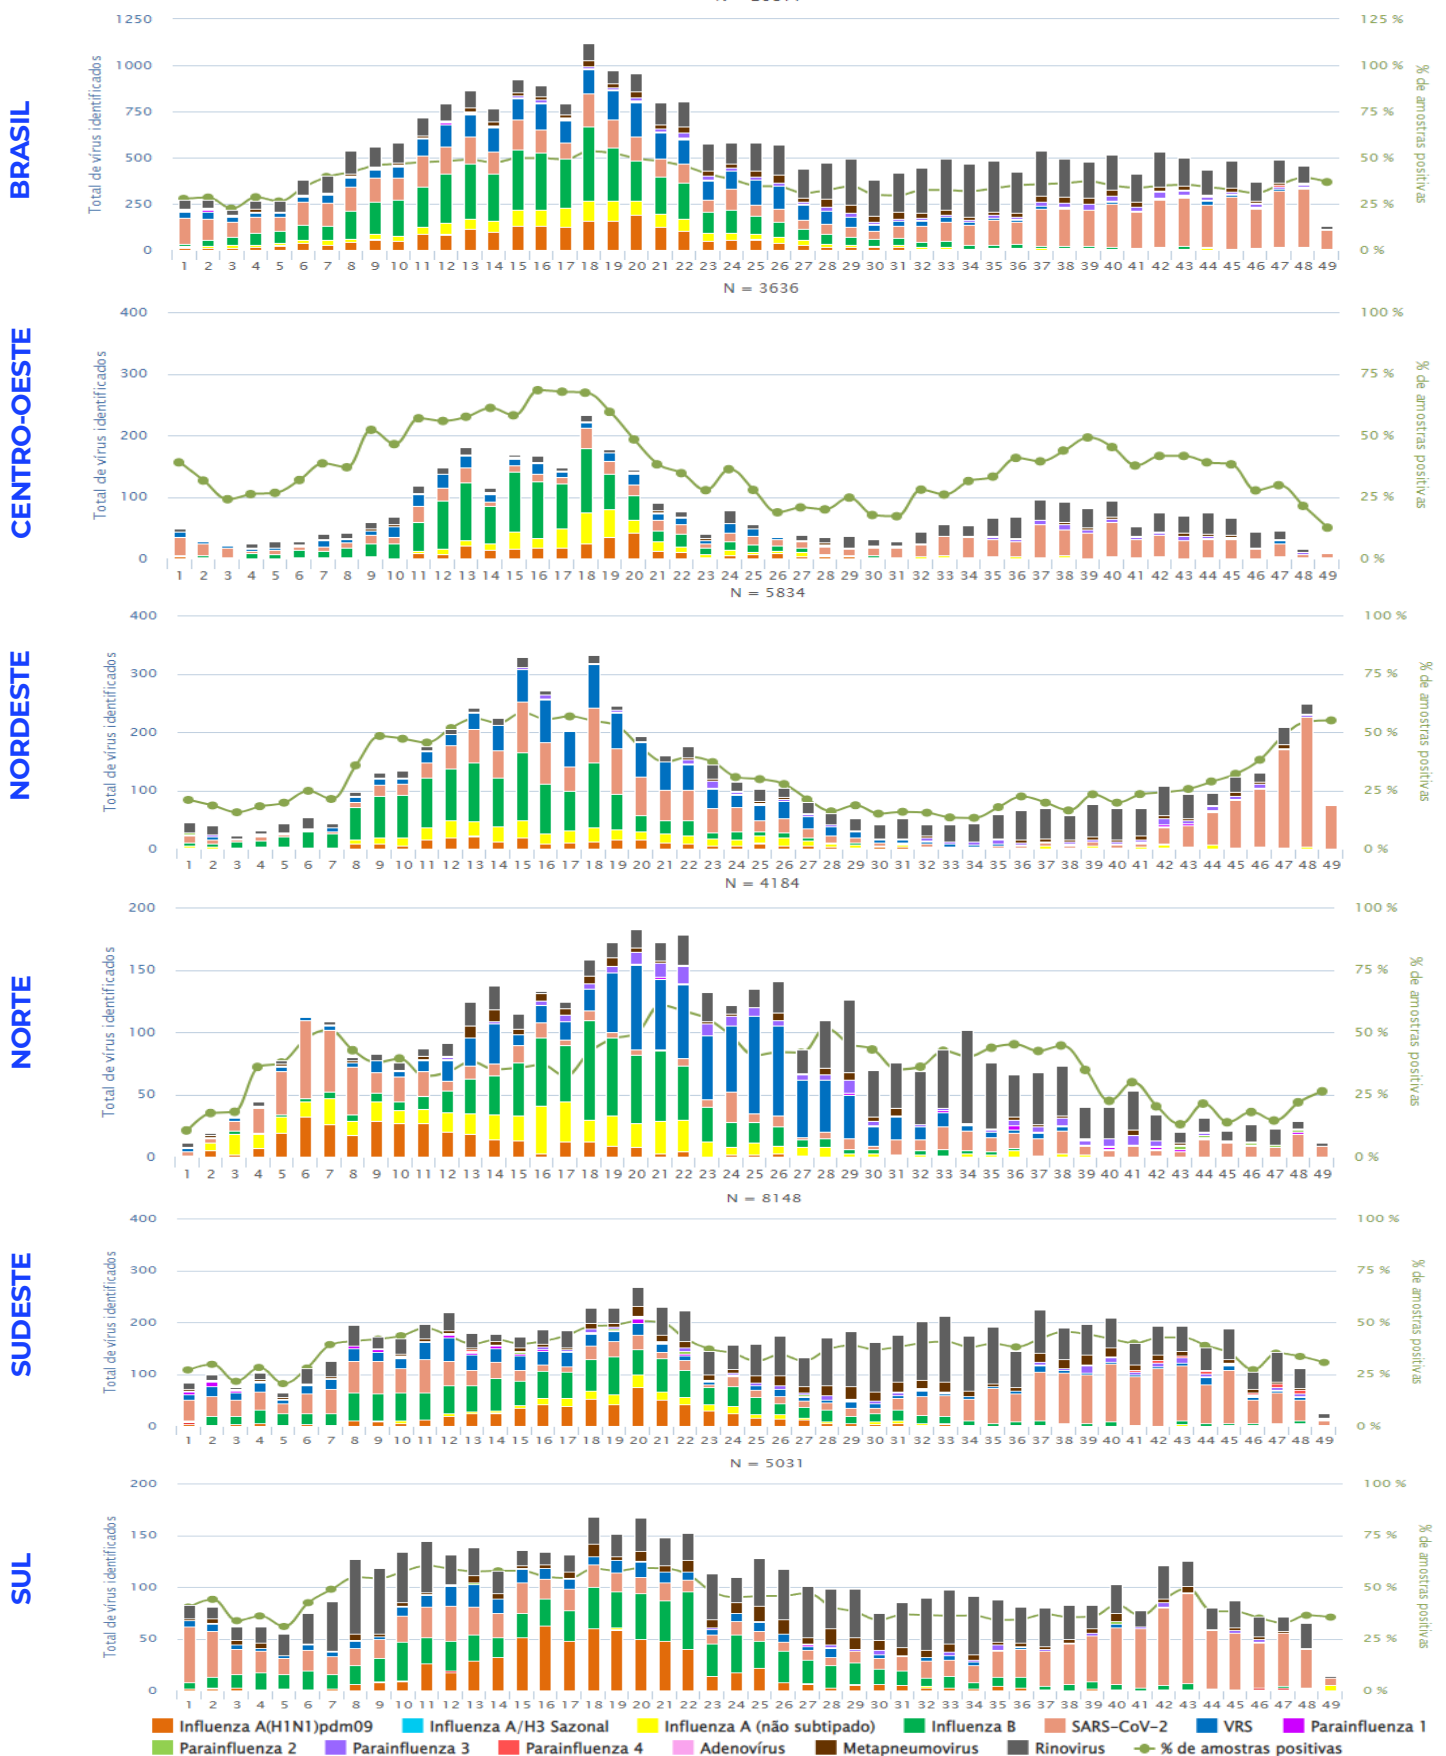 BRASIL
Total de vírus identificados
% de amostras positivas
1250
1000
750
500
250
0
125 %
100 %
75 %
50 %
25 %
0 %
1 2 3 4 5 6 7 8 9 10 11 12 13 14 15 16 17 18 19 20 21 22 23 24 25 26 27 28 29 30 31 32 33 34 35 36 37 38 39 40 41 42 43 44 45 46 47 48 49
N = 3636
CENTRO-OESTE
Total de vírus identificados
% de amostras positivas
400
300
200
100
0
100 %
75 %
50 %
25 %
0 %
1 2 3 4 5 6 7 8 9 10 11 12 13 14 15 16 17 18 19 20 21 22 23 24 25 26 27 28 29 30 31 32 33 34 35 36 37 38 39 40 41 42 43 44 45 46 47 48 49
N = 5834
NORDESTE
Total de vírus identificados
% de amostras positivas
400
300
200
100
0
100 %
75 %
50 %
25 %
0 %
1 2 3 4 5 6 7 8 9 10 11 12 13 14 15 16 17 18 19 20 21 22 23 24 25 26 27 28 29 30 31 32 33 34 35 36 37 38 39 40 41 42 43 44 45 46 47 48 49
N = 4184
NORTE
Total de vírus identificados
% de amostras positivas
200
150
100
50
0
100 %
75 %
50 %
25 %
0 %
1 2 3 4 5 6 7 8 9 10 11 12 13 14 15 16 17 18 19 20 21 22 23 24 25 26 27 28 29 30 31 32 33 34 35 36 37 38 39 40 41 42 43 44 45 46 47 48 49
N = 8148
SUDESTE
Total de vírus identificados
% de amostras positivas
400
300
200
100
0
100 %
75 %
50 %
25 %
0 %
1 2 3 4 5 6 7 8 9 10 11 12 13 14 15 16 17 18 19 20 21 22 23 24 25 26 27 28 29 30 31 32 33 34 35 36 37 38 39 40 41 42 43 44 45 46 47 48 49
N = 5031
SUL
Total de vírus identificados
% de amostras positivas
200
150
100
50
0
100 %
75 %
50 %
25 %
0 %
1 2 3 4 5 6 7 8 9 10 11 12 13 14 15 16 17 18 19 20 21 22 23 24 25 26 27 28 29 30 31 32 33 34 35 36 37 38 39 40 41 42 43 44 45 46 47 48 49
Influenza A(H1N1)pdm09 Influenza A/H3 Sazonal Influenza A (não subtipado) Influenza B SARS-CoV-2 VRS Parainfluenza 1
Parainfluenza 2 Parainfluenza 3 Parainfluenza 4 Adenovírus Metapneumovirus Rinovirus % de amostras positivas